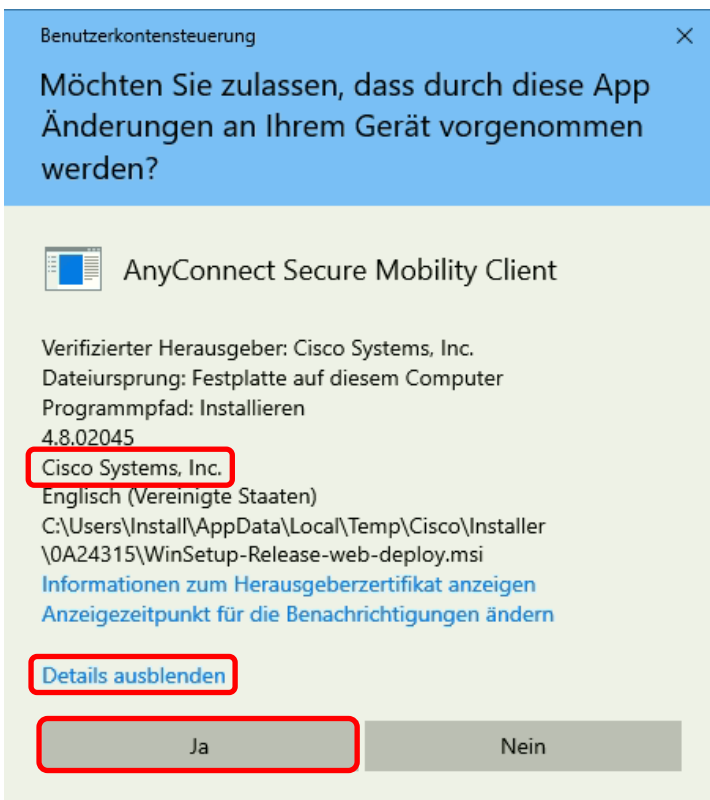 Benutzerkontensteuerung
Möchten Sie zulassen, dass durch diese App
Änderungen an Ihrem Gerät vorgenommen
werden?
AnyConnect Secure Mobility Client
Verifizierter Herausgeber: Cisco Systems, Inc.
Dateiursprung: Festplatte auf diesem Computer
Programmpfad: Installieren
4.8.02045
Cisco Systems, Inc.
Englisch (Vereinigte Staaten)
C:\Users\Install\AppData\Local\Temp\Cisco\Installer
\0A24315\WinSetup-Release-web-deploy.msi
Informationen zum Herausgeberzertifikat anzeigen
Anzeigezeitpunkt für die Benachrichtigungen ändern
Details ausblenden
Ja
Nein